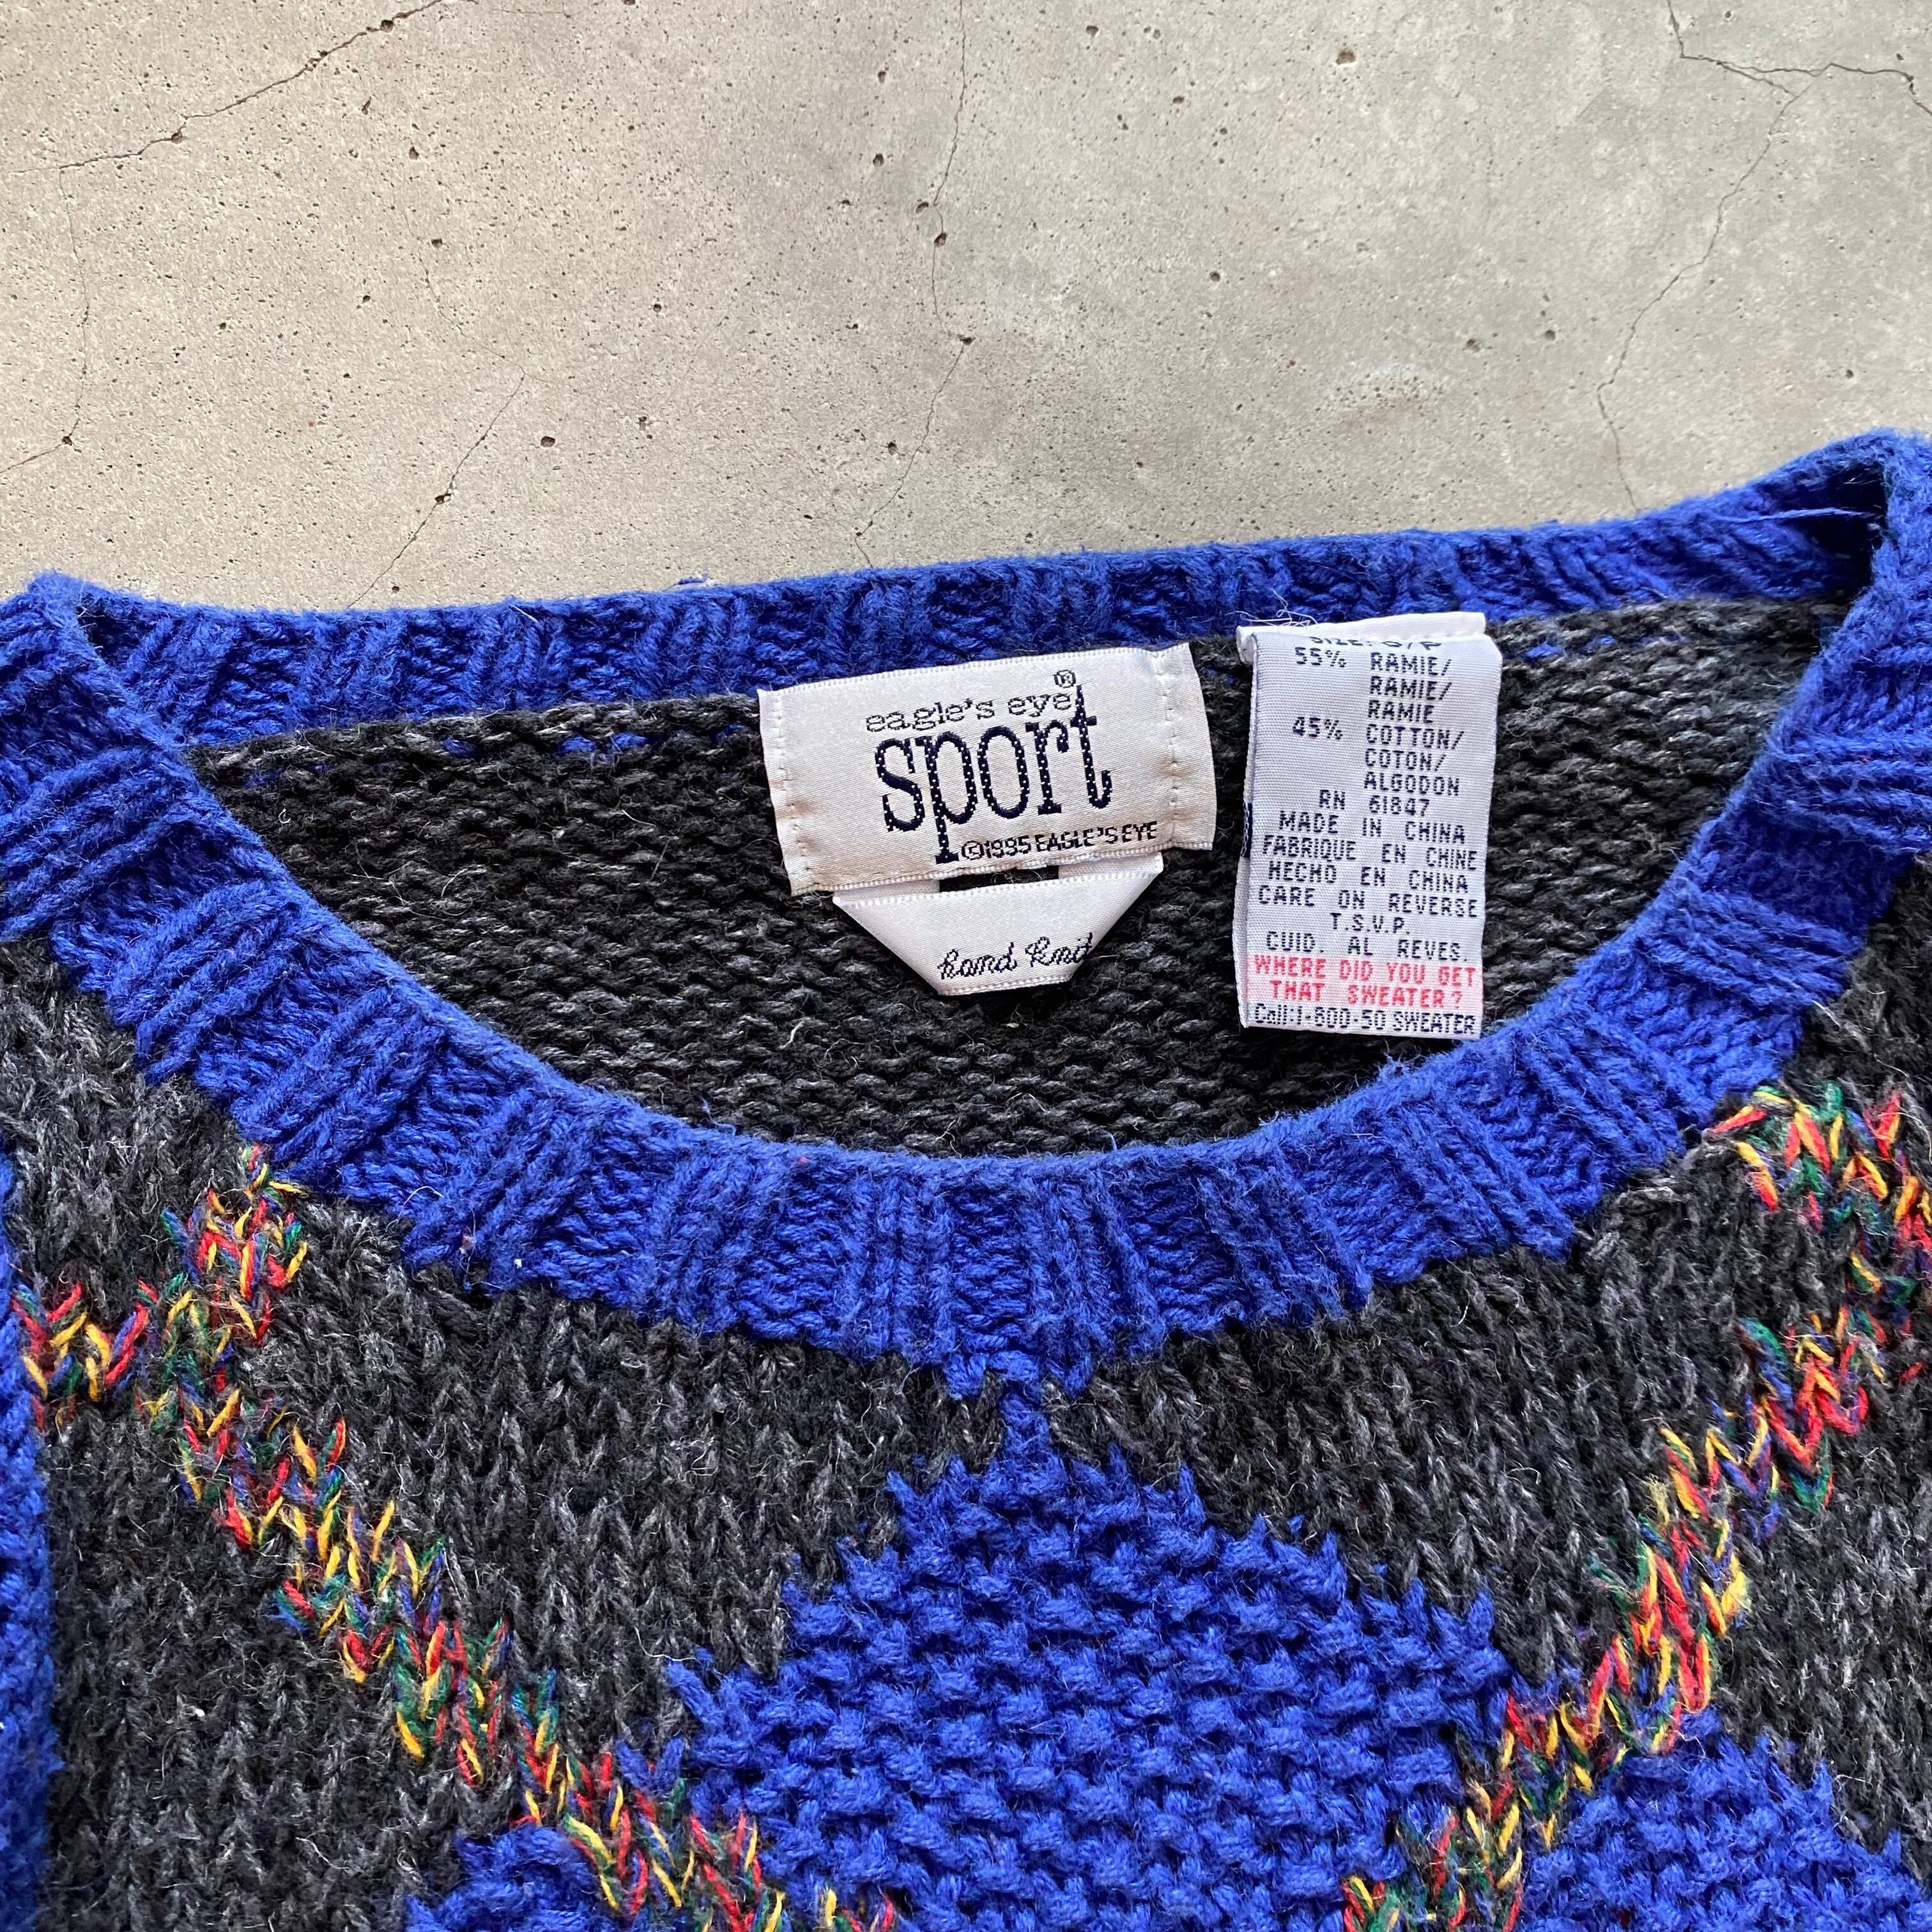 eagle's eye®
sport
©1995 EAGLE'S EYE
hand knit
SIZE:
55% RAMIE/
RAMIE/
RAMIE
45% COTTON/
COTON/
ALGODON
RN 61847
MADE IN CHINA
FABRIQUE EN CHINE
HECHO EN CHINA
CARE ON REVERSE
T.S.V.P.
CUID. AL REVES.
WHERE DID YOU GET
THAT SWEATER?
Call:1-800-50 SWEATER